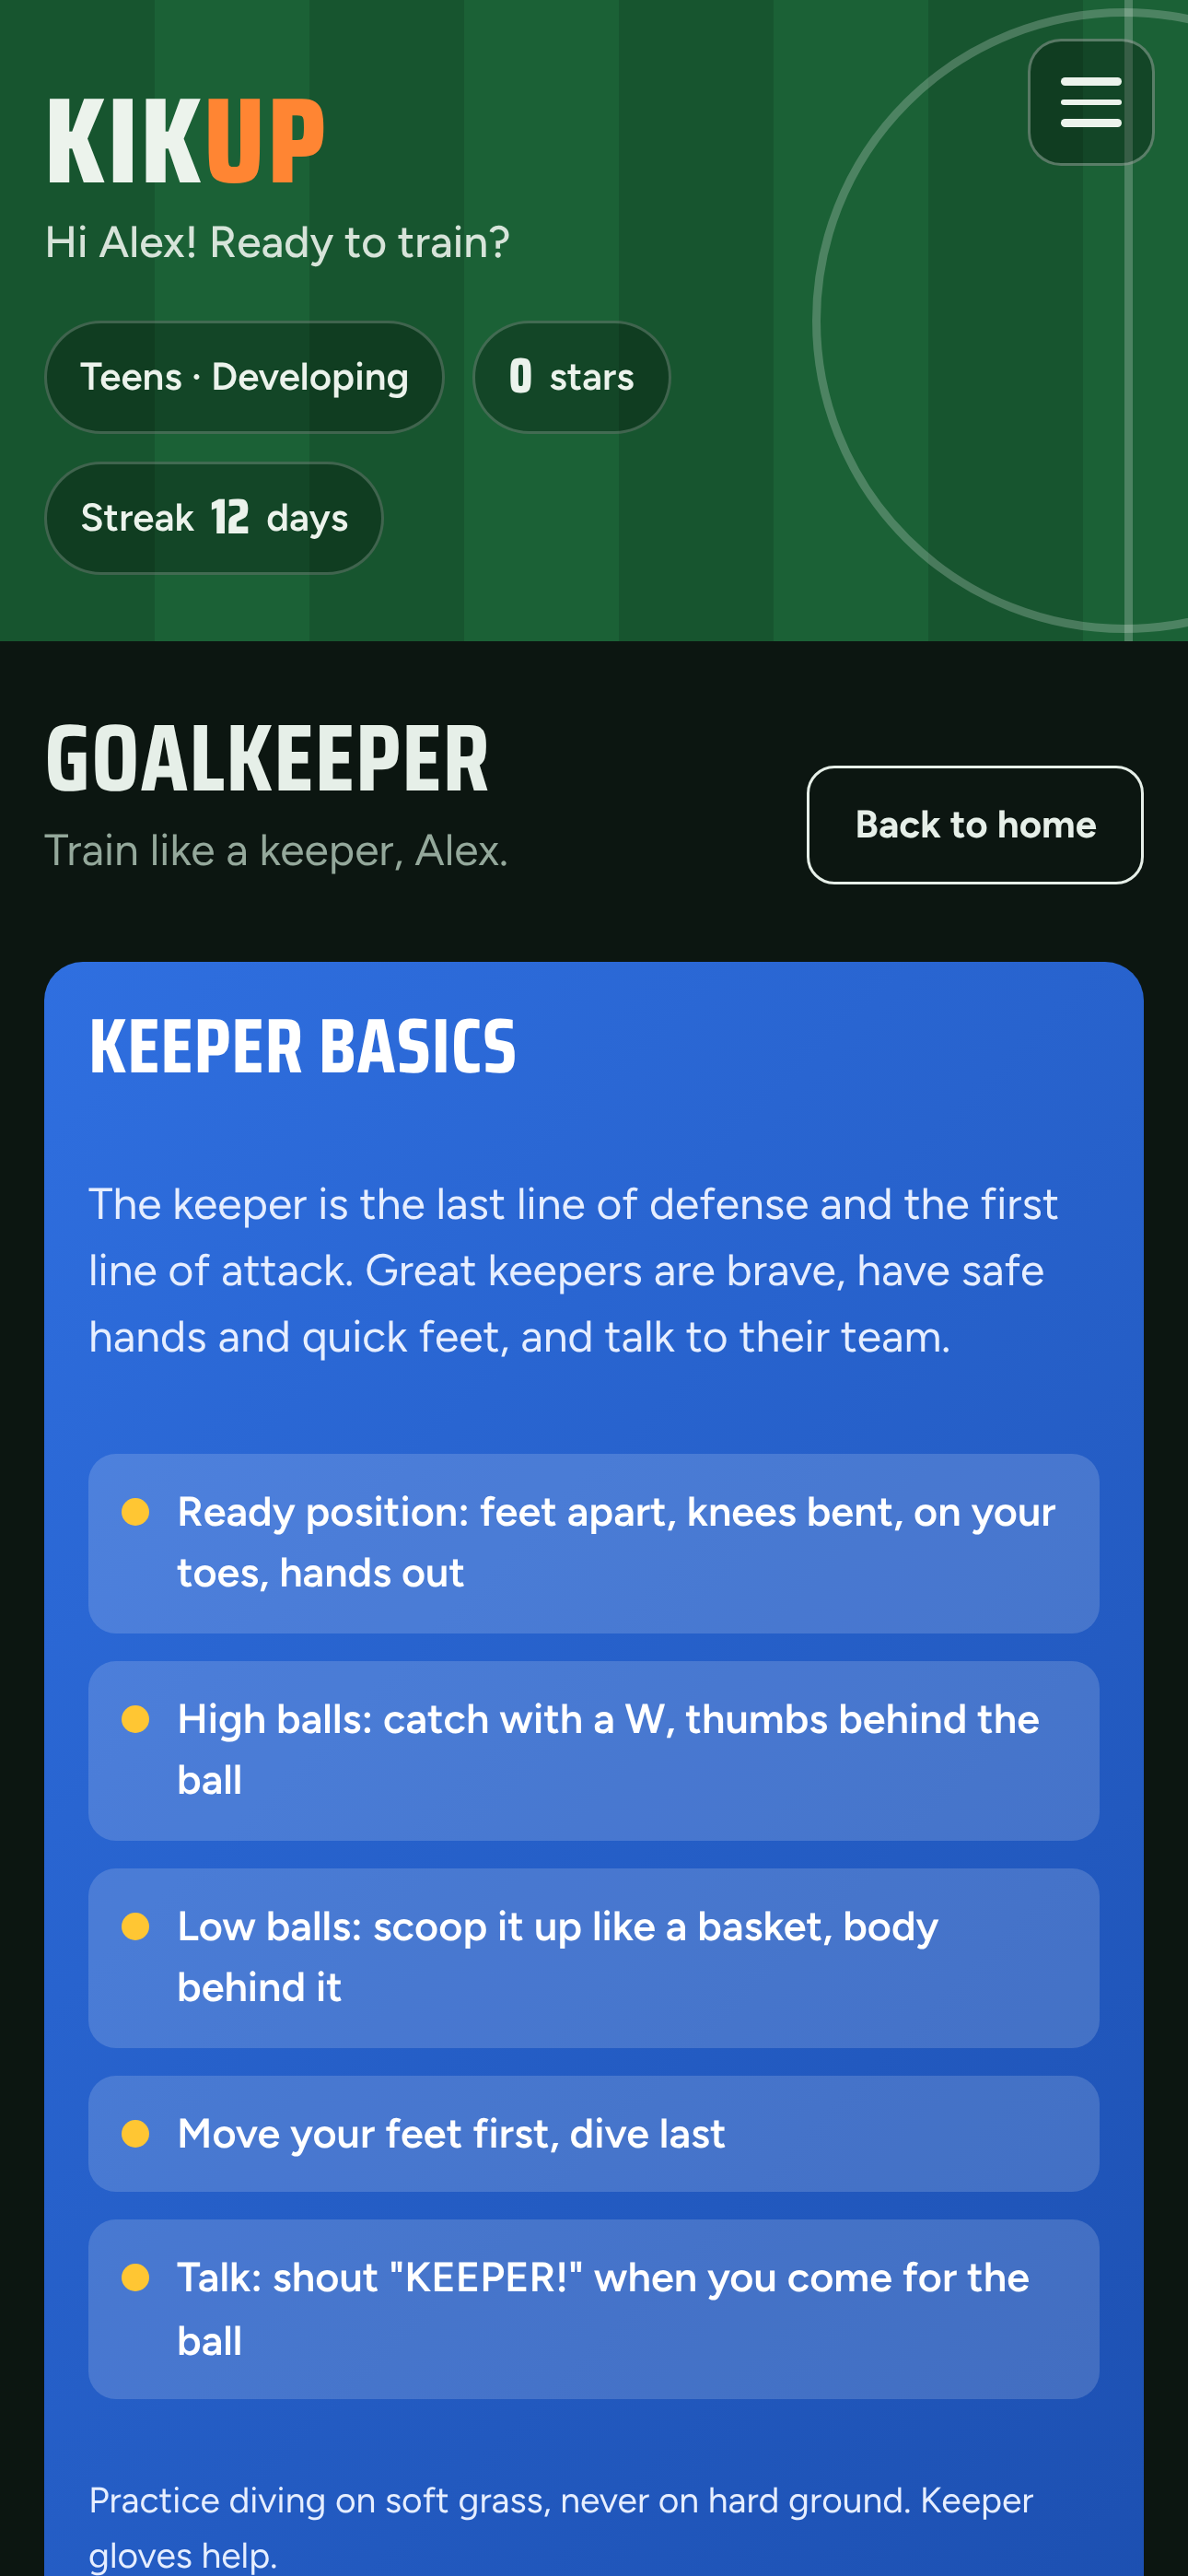 KIKUP
Hi Alex! Ready to train?
Teens · Developing
0 stars
Streak 12 days
GOALKEEPER
Train like a keeper, Alex.
Back to home
KEEPER BASICS
The keeper is the last line of defense and the first
line of attack. Great keepers are brave, have safe
hands and quick feet, and talk to their team.
Ready position: feet apart, knees bent, on your
toes, hands out
High balls: catch with a W, thumbs behind the
ball
Low balls: scoop it up like a basket, body
behind it
Move your feet first, dive last
Talk: shout "KEEPER!" when you come for the
ball
Practice diving on soft grass, never on hard ground. Keeper
gloves help.